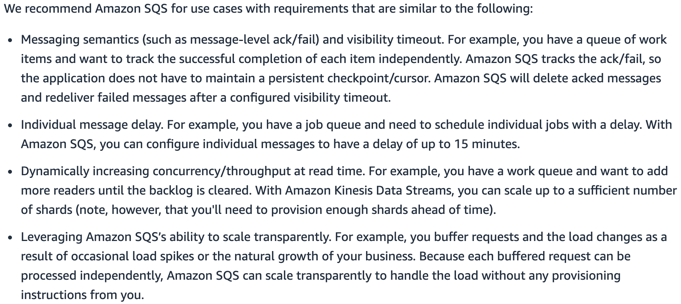 We recommend Amazon SQS for use cases with requirements that are similar to the following:
• Messaging semantics (such as message-level ack/fail) and visibility timeout. For example, you have a queue of work
items and want to track the successful completion of each item independently. Amazon SQS tracks the ack/fail, so
the application does not have to maintain a persistent checkpoint/cursor. Amazon SQS will delete acked messages
and redeliver failed messages after a configured visibility timeout.
• Individual message delay. For example, you have a job queue and need to schedule individual jobs with a delay. With
Amazon SQS, you can configure individual messages to have a delay of up to 15 minutes.
• Dynamically increasing concurrency/throughput at read time. For example, you have a work queue and want to add
more readers until the backlog is cleared. With Amazon Kinesis Data Streams, you can scale up to a sufficient number
of shards (note, however, that you'll need to provision enough shards ahead of time).
• Leveraging Amazon SQS's ability to scale transparently. For example, you buffer requests and the load changes as a
result of occasional load spikes or the natural growth of your business. Because each buffered request can be
processed independently, Amazon SQS can scale transparently to handle the load without any provisioning
instructions from you.